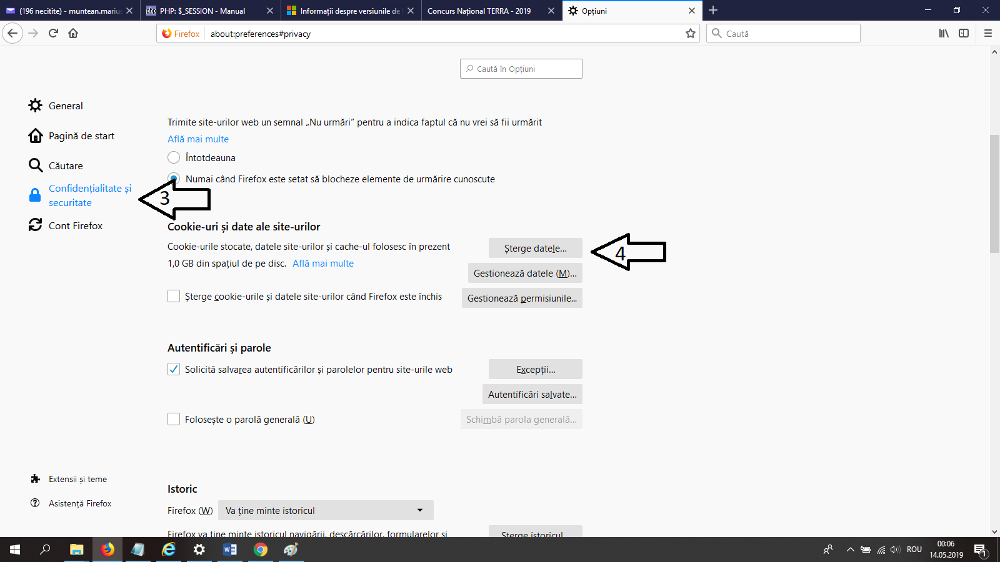 (196 necitite) - muntean.marius
PHP: $_SESSION - Manual
Informații despre versiunile de
Concurs Național TERRA - 2019
Opțiuni
Firefox
about:preferences#privacy
Caută
Caută în Opțiuni
General
Pagină de start
Căutare
Confidențialitate și
securitate
Cont Firefox
Trimite site-urilor web un semnal „Nu urmări” pentru a indica faptul că nu vrei să fii urmărit
Află mai multe
Întotdeauna
Numai când Firefox este setat să blocheze elemente de urmărire cunoscute
3
Cookie-uri și date ale site-urilor
Cookie-urile stocate, datele site-urilor și cache-ul folosesc în prezent
1,0 GB din spațiul de pe disc. Află mai multe
Șterge datele...
4
Gestionează datele (M)...
Șterge cookie-urile și datele site-urilor când Firefox este închis
Gestionează permisiunile...
Autentificări și parole
Solicită salvarea autentificărilor și parolelor pentru site-urile web
Excepții...
Autentificări salvate...
Folosește o parolă generală (U)
Schimbă parola generală...
Extensii și teme
Asistență Firefox
Istoric
Firefox (W)
Va ține minte istoricul
Firefox va ține minte istoricul navigării, descărcărilor, formularelor și
Șterge istoricul
ROU
00:06
14.05.2019
1